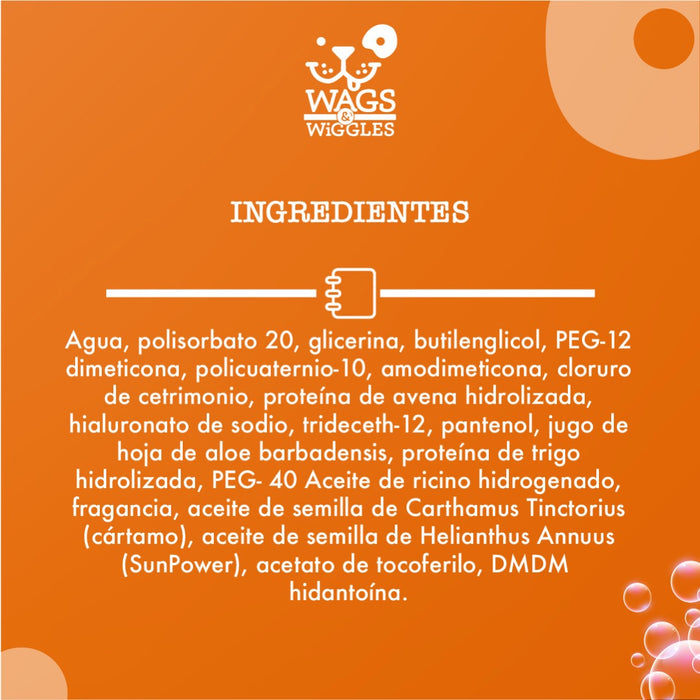 WAGS
&
WiGGLES
INGREDIENTES
Agua, polisorbato 20, glicerina, butilenglicol, PEG-12
dimeticona, policuaternio-10, amodimeticona, cloruro
de cetrimonio, proteína de avena hidrolizada,
hialuronato de sodio, trideceth-12, pantenol, jugo de
hoja de aloe barbadensis, proteína de trigo
hidrolizada, PEG- 40 Aceite de ricino hidrogenado,
fragancia, aceite de semilla de Carthamus Tinctorius
(cártamo), aceite de semilla de Helianthus Annuus
(SunPower), acetato de tocoferilo, DMDM
hidantoína.